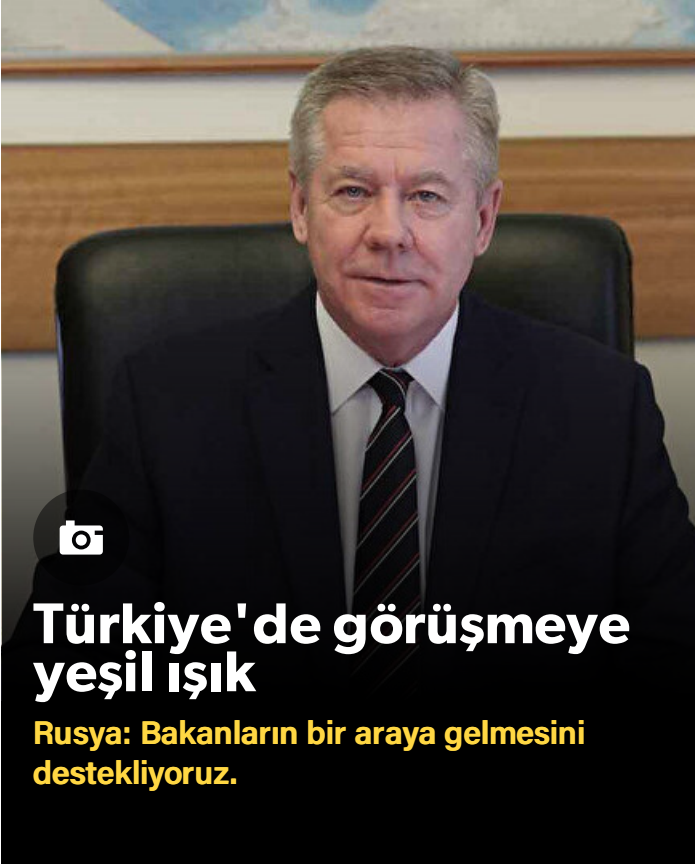 Türkiye'de görüşmeye
yeşil ışık
Rusya: Bakanların bir araya gelmesini
destekliyoruz.